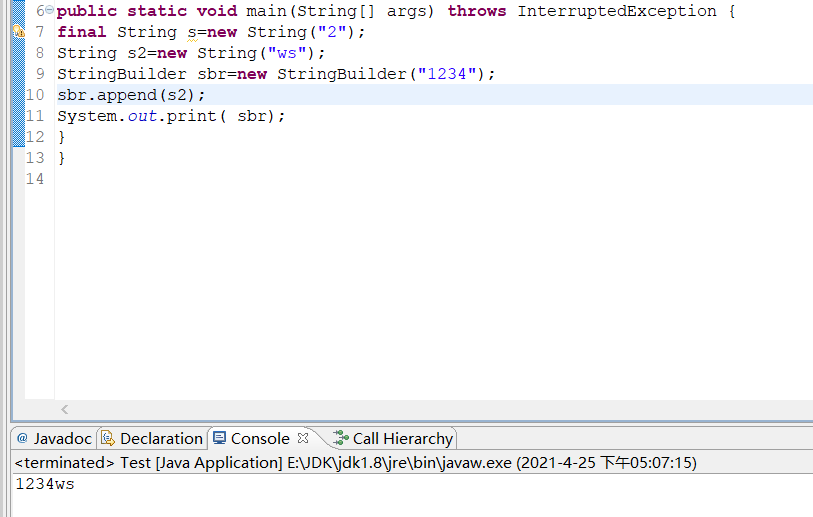 6 public static void main(String[] args) throws InterruptedException {
7 final String s=new String("2");
8 String s2=new String("ws");
9 StringBuilder sbr=new StringBuilder("1234");
10 sbr.append(s2);
11 System.out.print( sbr);
12 }
13 }
14
@ Javadoc Declaration Console Call Hierarchy
<terminated> Test [Java Application] E:\JDK\jdk1.8\jre\bin\javaw.exe (2021-4-25 下午05:07:15)
1234ws